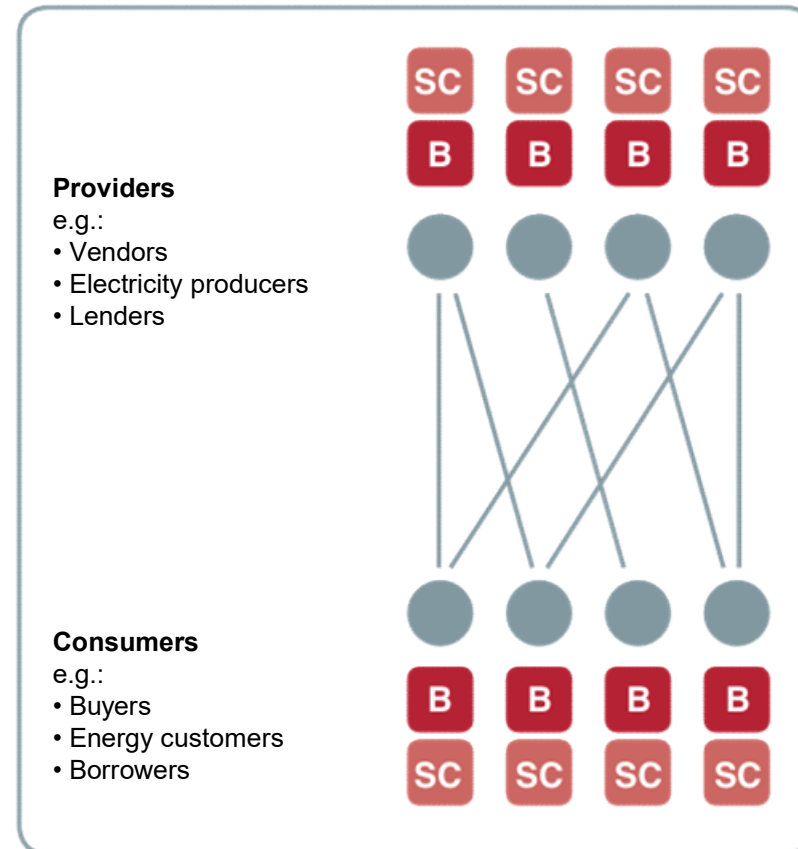 SC SC SC SC
B B B B
Providers
e.g.:
• Vendors
• Electricity producers
• Lenders
Consumers
e.g.:
• Buyers
• Energy customers
• Borrowers
B B B B
SC SC SC SC